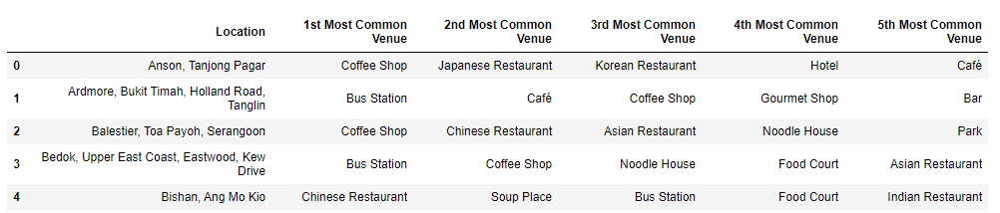 Location 1st Most Common Venue 2nd Most Common Venue 3rd Most Common Venue 4th Most Common Venue 5th Most Common Venue
0 Anson, Tanjong Pagar Coffee Shop Japanese Restaurant Korean Restaurant Hotel Café
1 Ardmore, Bukit Timah, Holland Road, Tanglin Bus Station Café Coffee Shop Gourmet Shop Bar
2 Balestier, Toa Payoh, Serangoon Coffee Shop Chinese Restaurant Asian Restaurant Noodle House Park
3 Bedok, Upper East Coast, Eastwood, Kew Drive Bus Station Coffee Shop Noodle House Food Court Asian Restaurant
4 Bishan, Ang Mo Kio Chinese Restaurant Soup Place Bus Station Food Court Indian Restaurant